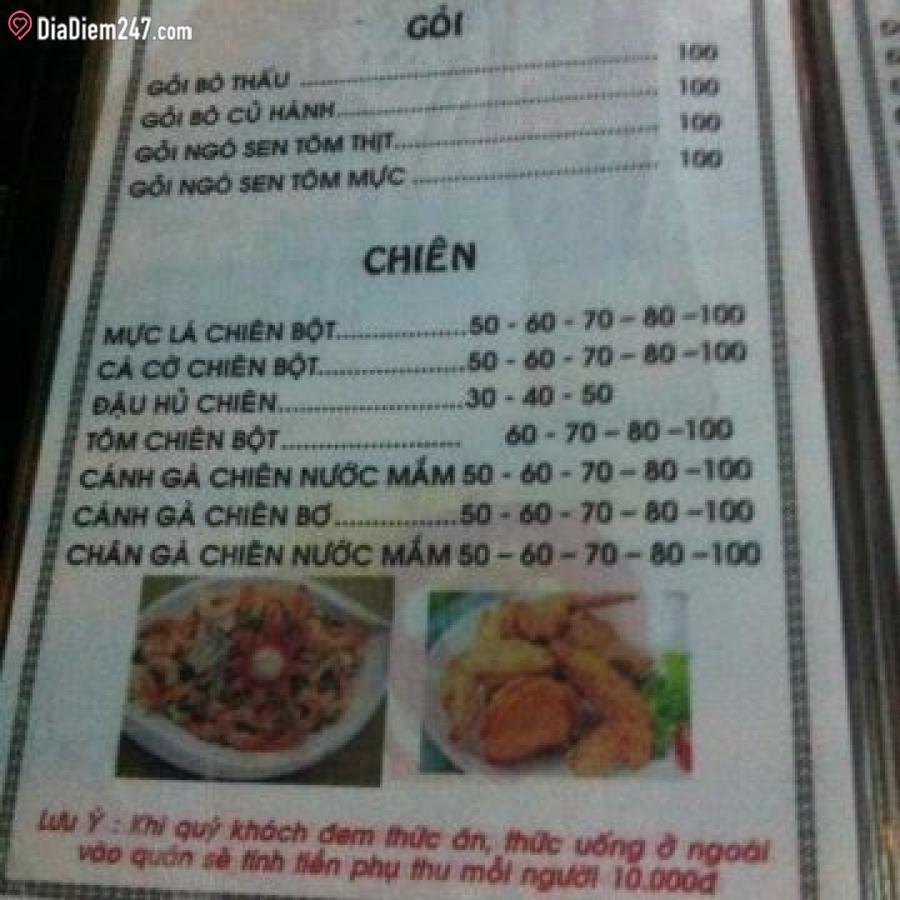 DiaDiem247.com
GỎI
GỎI BÒ THẤU ........................ 100
GỎI BÒ CỦ HÀNH........................ 100
GỎI NGÓ SEN TÔM THỊT........................ 100
GỎI NGÓ SEN TÔM MỰC ........................ 100
CHIÊN
MỰC LÁ CHIÊN BỘT...................50 - 60 - 70 – 80 –100
CÁ CỜ CHIÊN BỘT.....................50 - 60 - 70 – 80 –100
ĐẬU HỦ CHIÊN...........................30 - 40 - 50
TÔM CHIÊN BỘT.......................... 60 - 70 – 80 –100
CÁNH GÀ CHIÊN NƯỚC MẮM 50 - 60 - 70 – 80 –100
CÁNH GÀ CHIÊN BƠ..................50 - 60 - 70 – 80 –100
CHÂN GÀ CHIÊN NƯỚC MẮM 50 – 60 – 70 – 80 –100
Lưu Ý : Khi quý khách đem thức ăn, thức uống ở ngoài
vào quán sẽ tính tiền phụ thu mỗi người 10.000đ